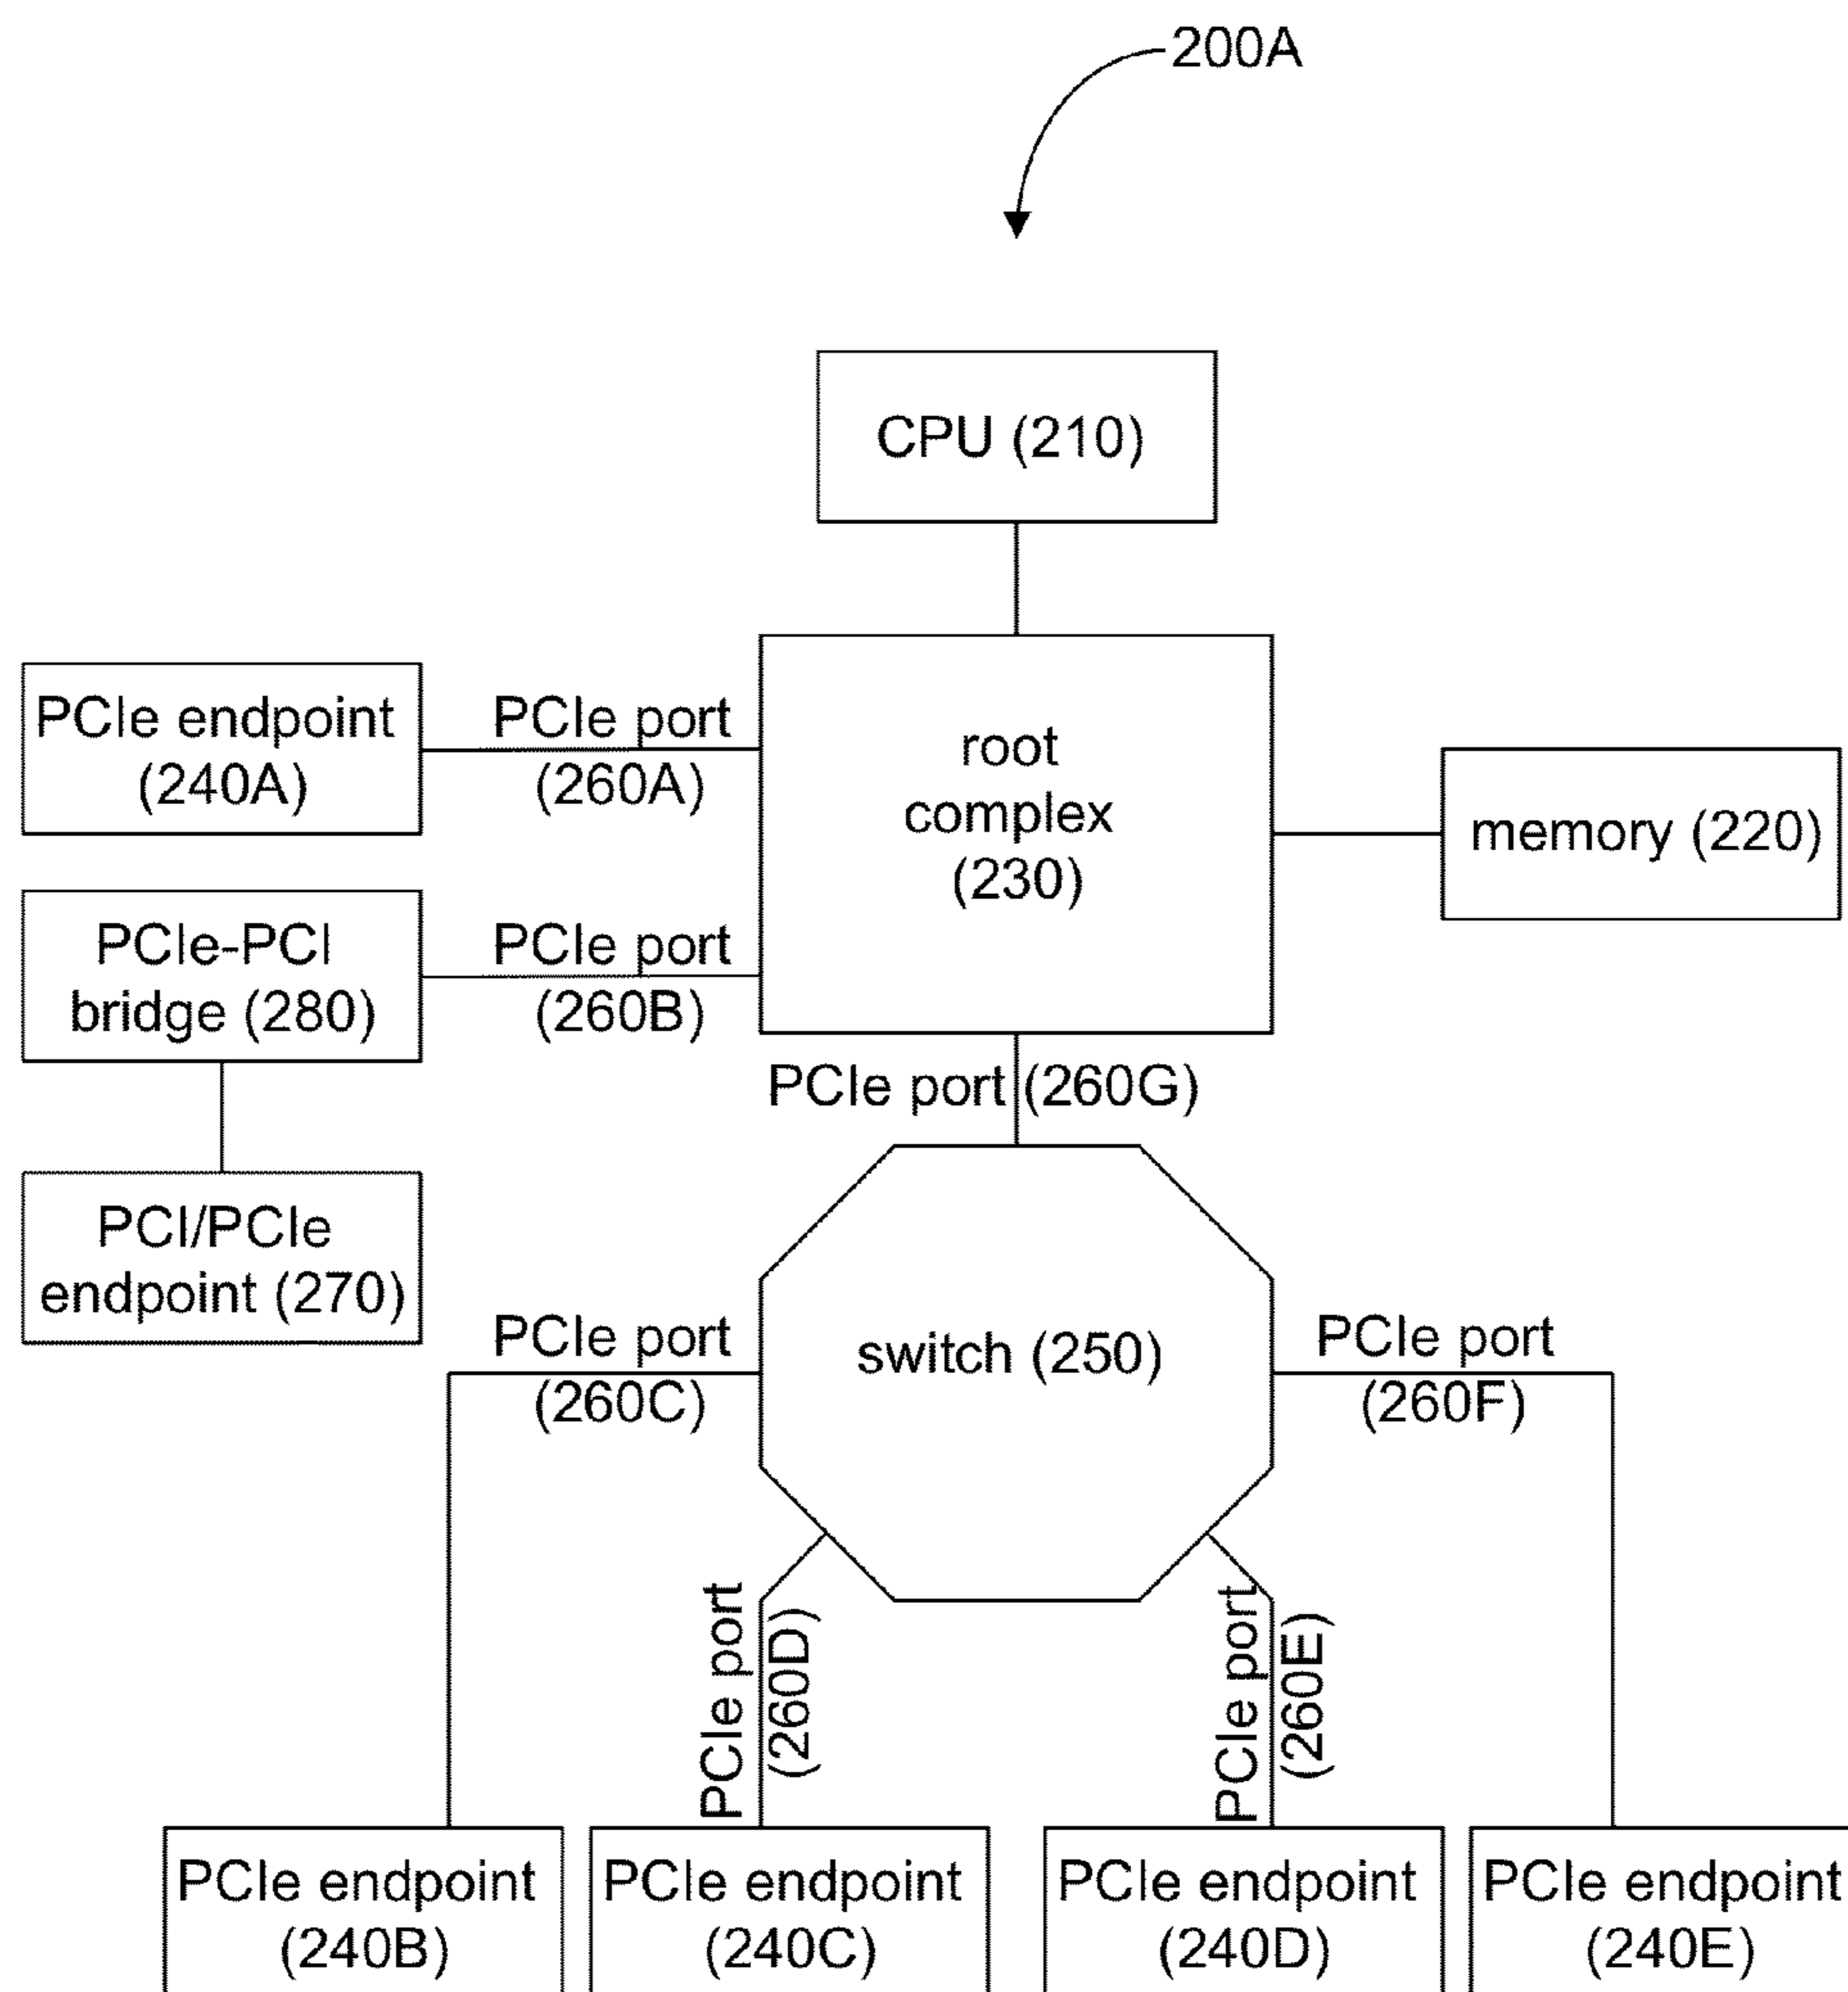 200A
CPU (210)
PCIe endpoint
(240A)
PCIe port
(260A)
root
complex
(230)
memory (220)
PCIe-PCI
bridge (280)
PCIe port
(260B)
PCIe port (260G)
PCI/PCIe
endpoint (270)
PCIe port
(260C)
switch (250)
PCIe port
(260F)
PCIe port
(260D)
PCIe port
(260E)
PCIe endpoint
(240B)
PCIe endpoint
(240C)
PCIe endpoint
(240D)
PCIe endpoint
(240E)